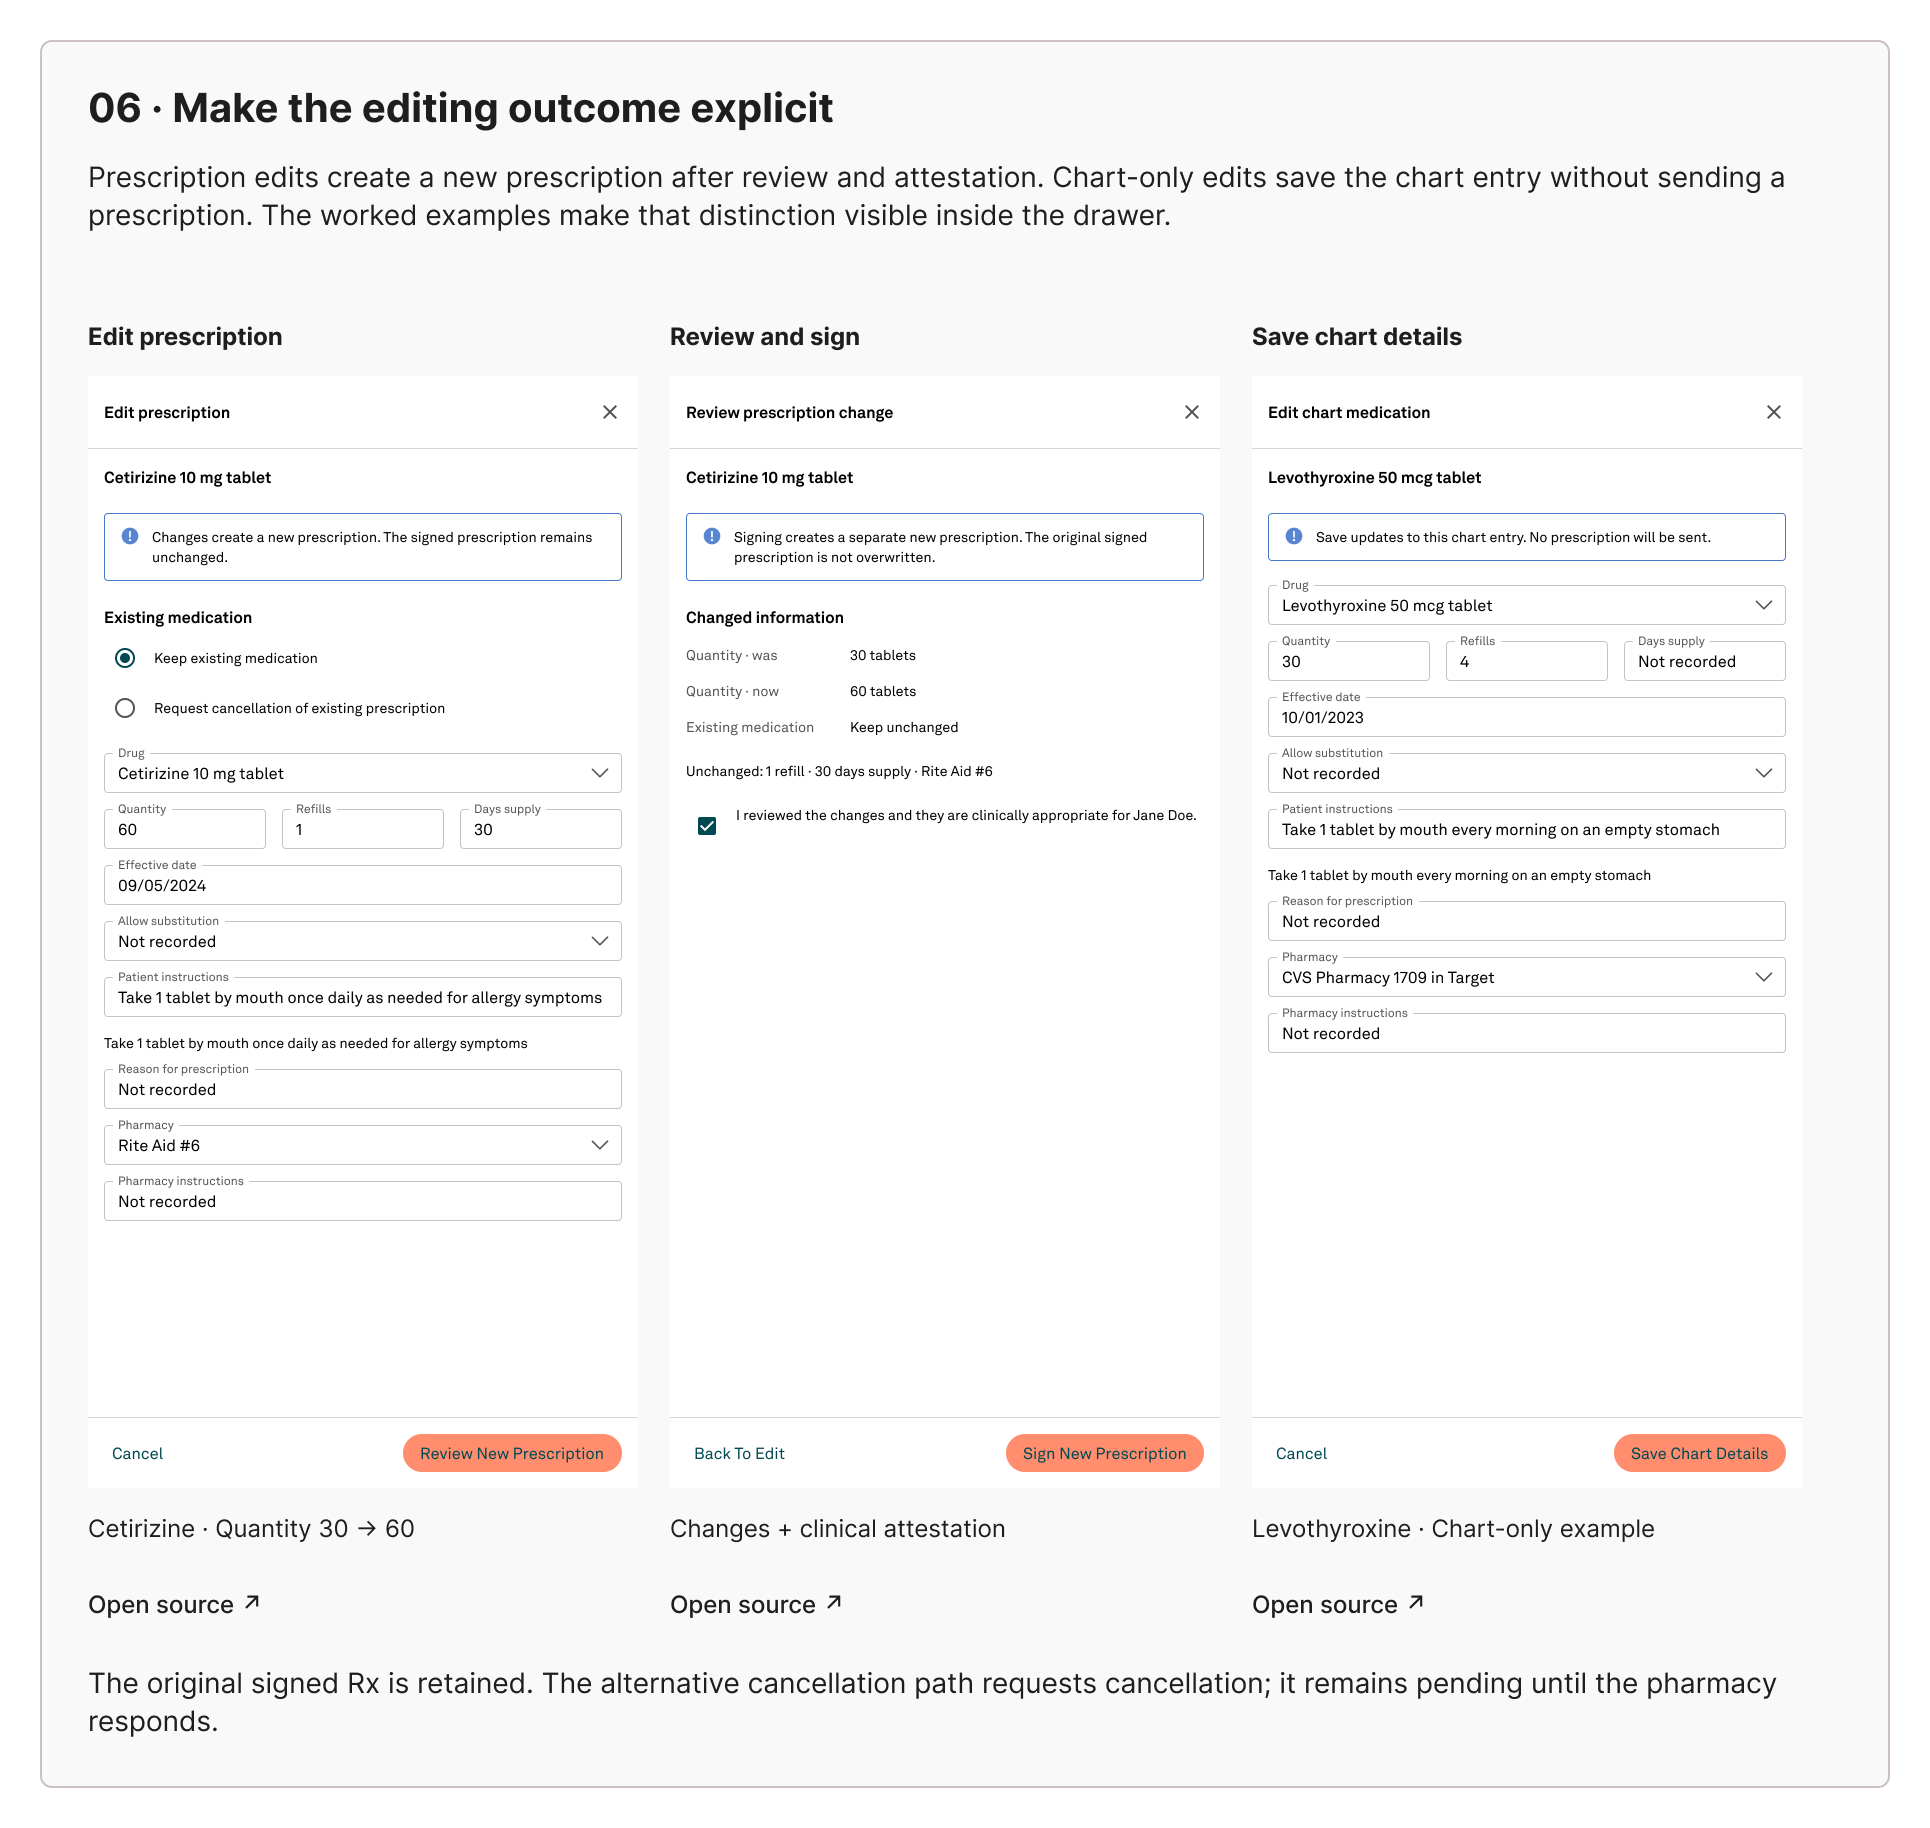 06 · Make the editing outcome explicit
Prescription edits create a new prescription after review and attestation. Chart-only edits save the chart entry without sending a
prescription. The worked examples make that distinction visible inside the drawer.
Edit prescription
Edit prescription
Cetirizine 10 mg tablet
Changes create a new prescription. The signed prescription remains
unchanged.
Existing medication
Keep existing medication
Request cancellation of existing prescription
Drug
Cetirizine 10 mg tablet
Quantity
60
Refills
1
Days supply
30
Effective date
09/05/2024
Allow substitution
Not recorded
Patient instructions
Take 1 tablet by mouth once daily as needed for allergy symptoms
Take 1 tablet by mouth once daily as needed for allergy symptoms
Reason for prescription
Not recorded
Pharmacy
Rite Aid #6
Pharmacy instructions
Not recorded
Cancel
Review New Prescription
Cetirizine · Quantity 30 → 60
Open source ↗
Review and sign
Review prescription change
Cetirizine 10 mg tablet
Signing creates a separate new prescription. The original signed
prescription is not overwritten.
Changed information
Quantity · was 30 tablets
Quantity · now 60 tablets
Existing medication Keep unchanged
Unchanged: 1 refill · 30 days supply · Rite Aid #6
I reviewed the changes and they are clinically appropriate for Jane Doe.
Back To Edit
Sign New Prescription
Changes + clinical attestation
Open source ↗
Save chart details
Edit chart medication
Levothyroxine 50 mcg tablet
Save updates to this chart entry. No prescription will be sent.
Drug
Levothyroxine 50 mcg tablet
Quantity
30
Refills
4
Days supply
Not recorded
Effective date
10/01/2023
Allow substitution
Not recorded
Patient instructions
Take 1 tablet by mouth every morning on an empty stomach
Take 1 tablet by mouth every morning on an empty stomach
Reason for prescription
Not recorded
Pharmacy
CVS Pharmacy 1709 in Target
Pharmacy instructions
Not recorded
Cancel
Save Chart Details
Levothyroxine · Chart-only example
Open source ↗
The original signed Rx is retained. The alternative cancellation path requests cancellation; it remains pending until the pharmacy
responds.